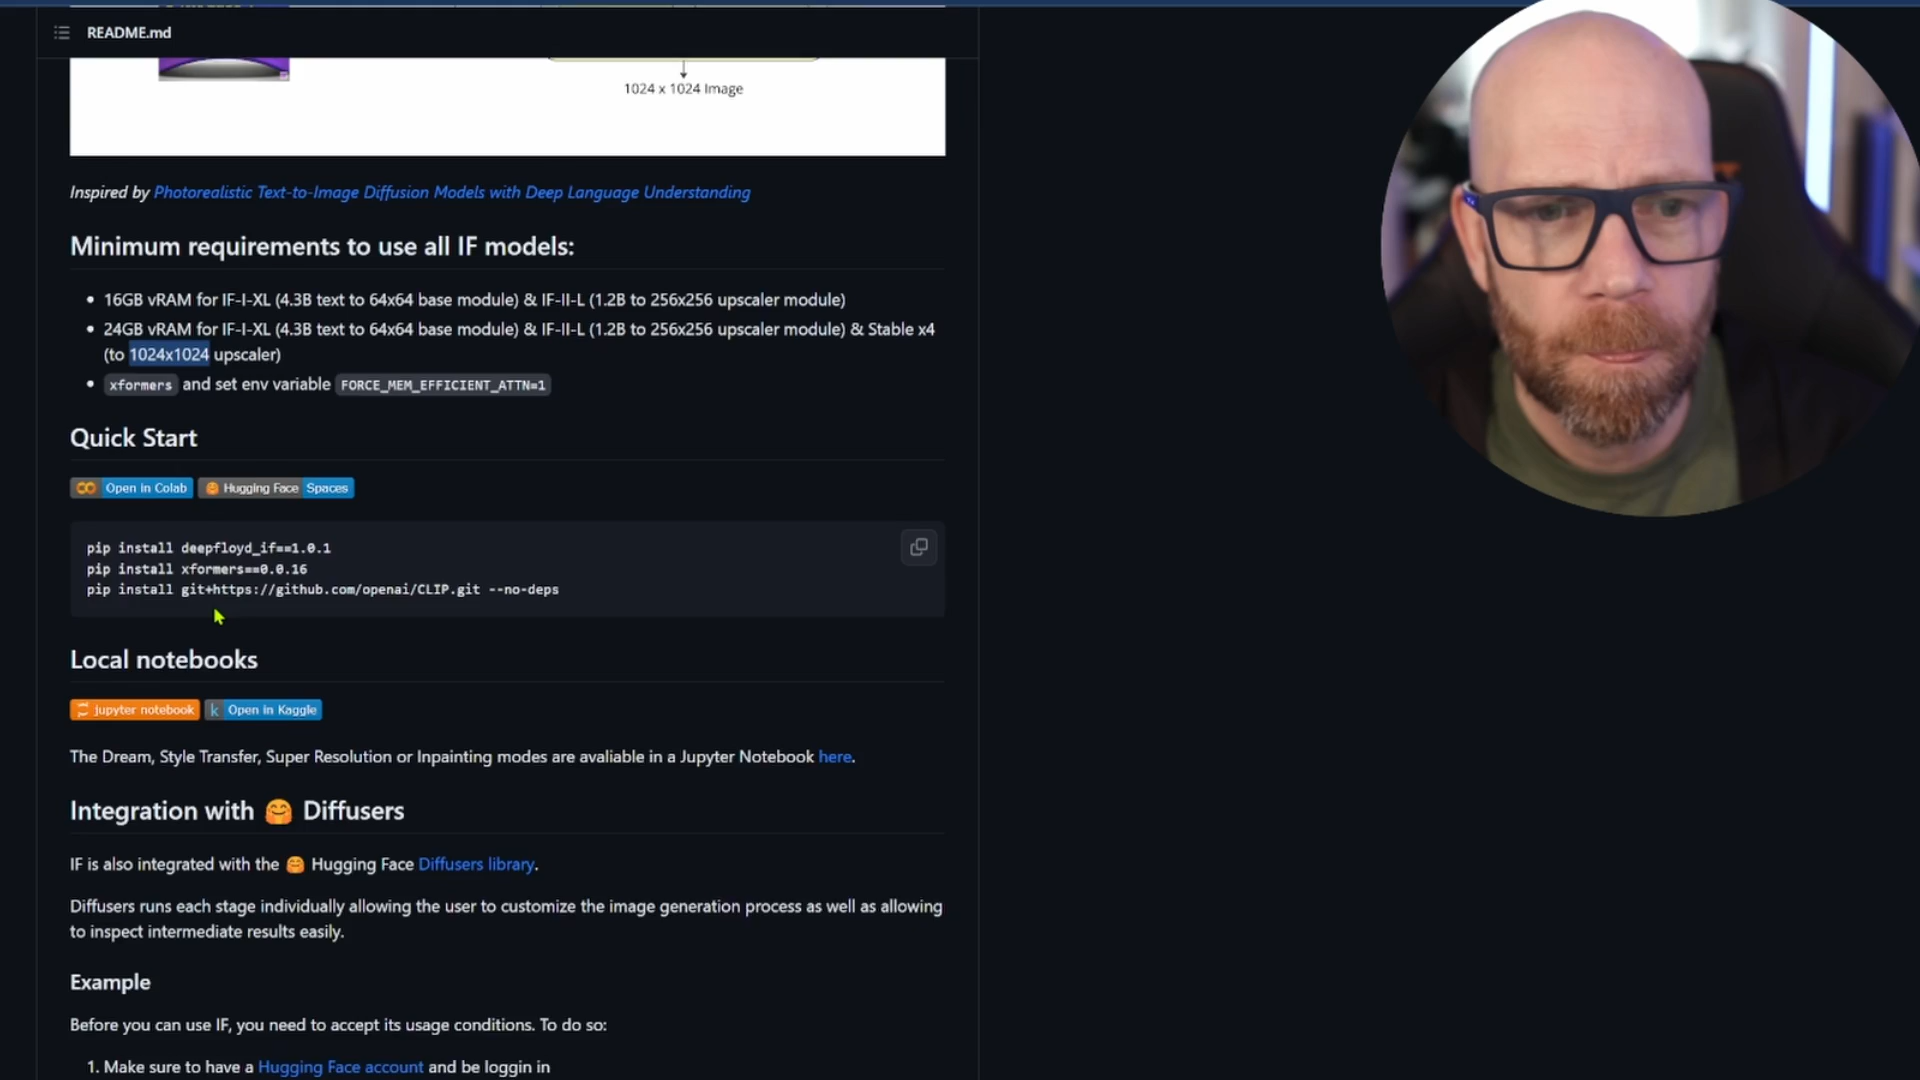 README.md
1024 x 1024 Image
Inspired by Photorealistic Text-to-Image Diffusion Models with Deep Language Understanding
Minimum requirements to use all IF models:
16GB vRAM for IF-I-XL (4.3B text to 64x64 base module) & IF-II-L (1.2B to 256x256 upscaler module)
24GB vRAM for IF-I-XL (4.3B text to 64x64 base module) & IF-II-L (1.2B to 256x256 upscaler module) & Stable x4
(to 1024x1024 upscaler)
xformers and set env variable FORCE_MEM_EFFICIENT_ATTN=1
Quick Start
Open in Colab Hugging Face Spaces
pip install deepfloyd_if==1.0.1
pip install xformers==0.0.16
pip install git+https://github.com/openai/CLIP.git --no-deps
Local notebooks
jupyter notebook k Open in Kaggle
The Dream, Style Transfer, Super Resolution or Inpainting modes are avaliable in a Jupyter Notebook here.
Integration with 🤗 Diffusers
IF is also integrated with the 🤗 Hugging Face Diffusers library.
Diffusers runs each stage individually allowing the user to customize the image generation process as well as allowing
to inspect intermediate results easily.
Example
Before you can use IF, you need to accept its usage conditions. To do so:
1. Make sure to have a Hugging Face account and be loggin in